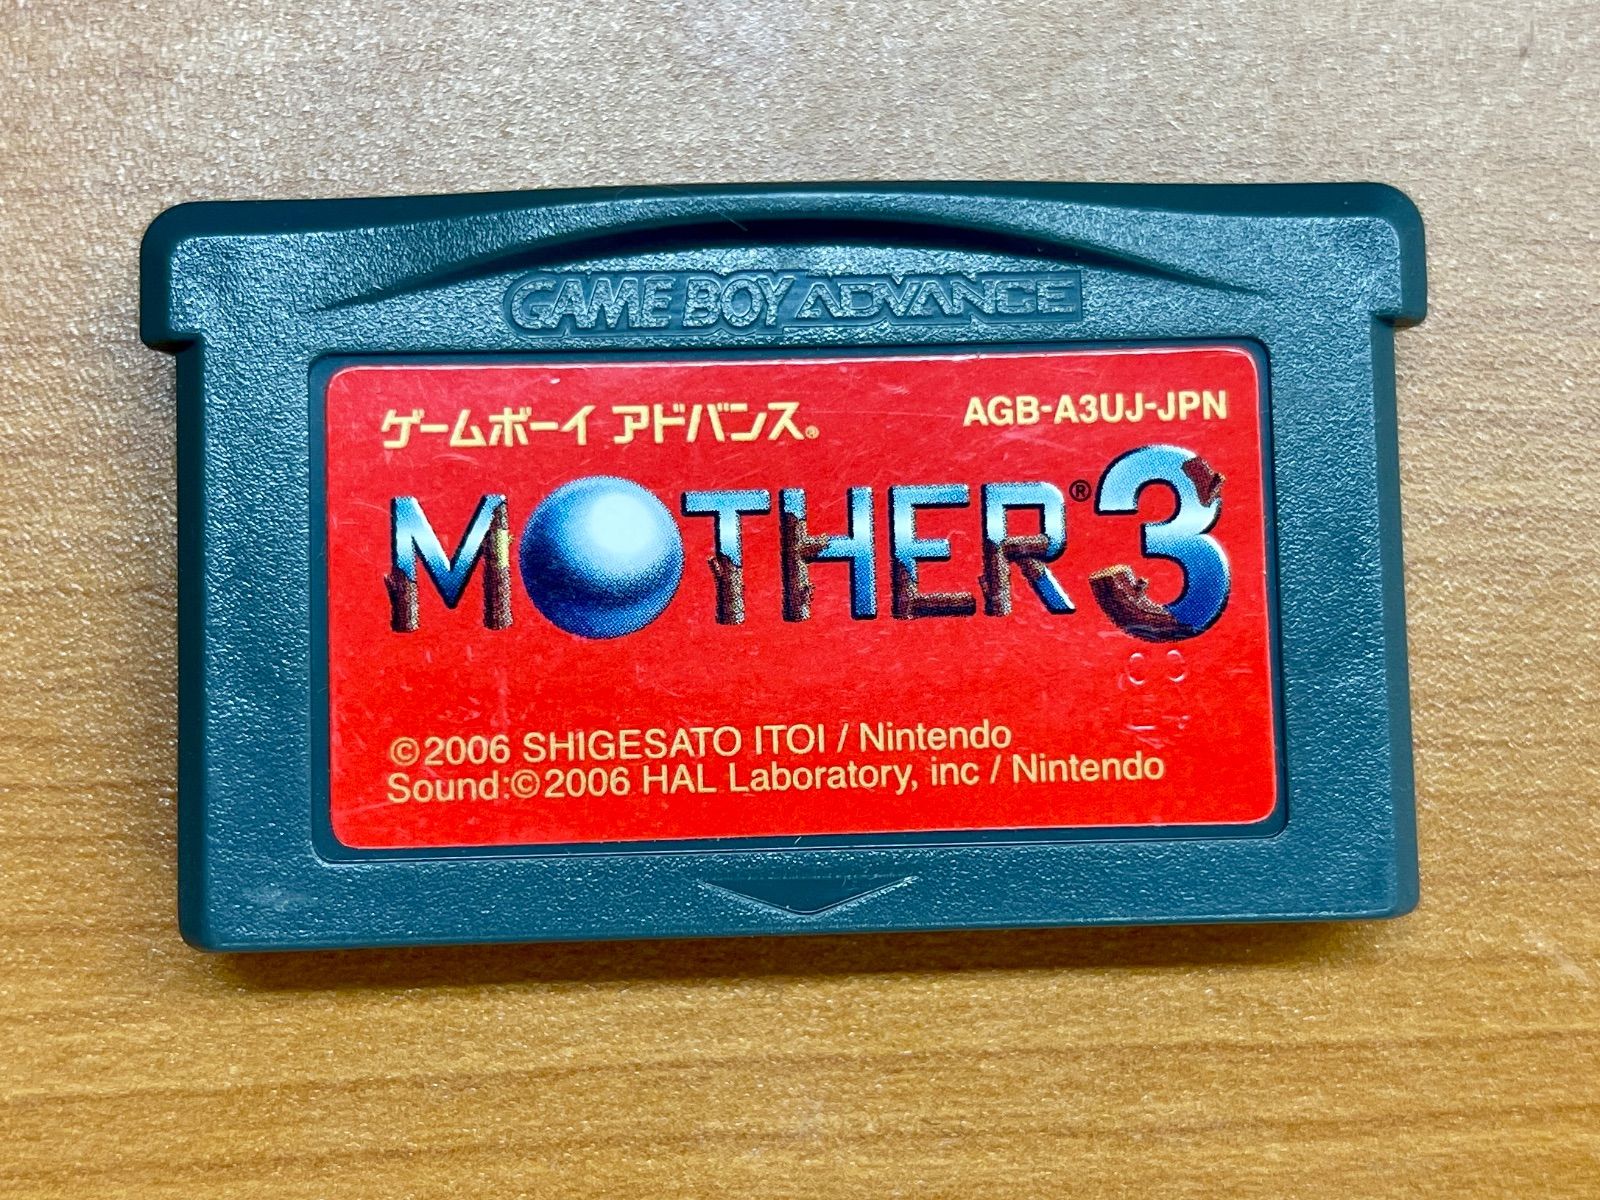 GAME BOY ADVANCE
ゲームボーイ アドバンス®
AGB-A3UJ-JPN
MOTHER® 3
©2006 SHIGESATO ITOI / Nintendo
Sound:©2006 HAL Laboratory, inc / Nintendo